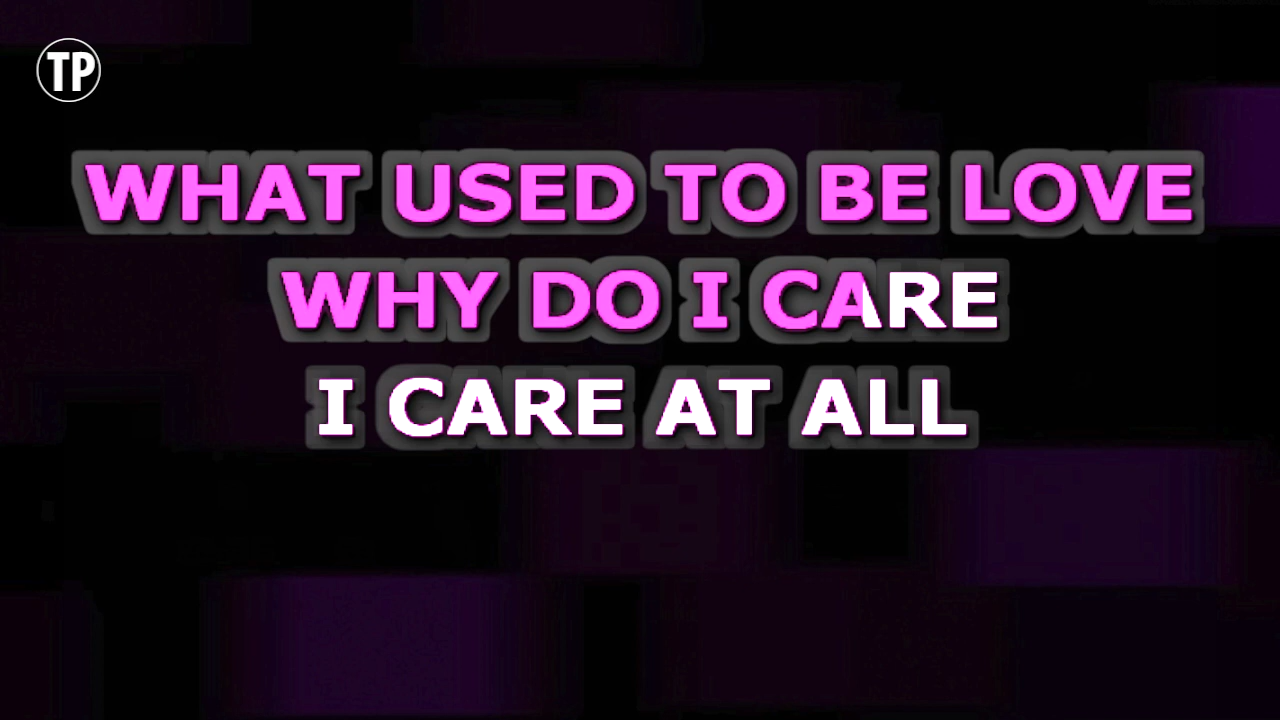 TP
WHAT USED TO BE LOVE
WHY DO I CARE
I CARE AT ALL